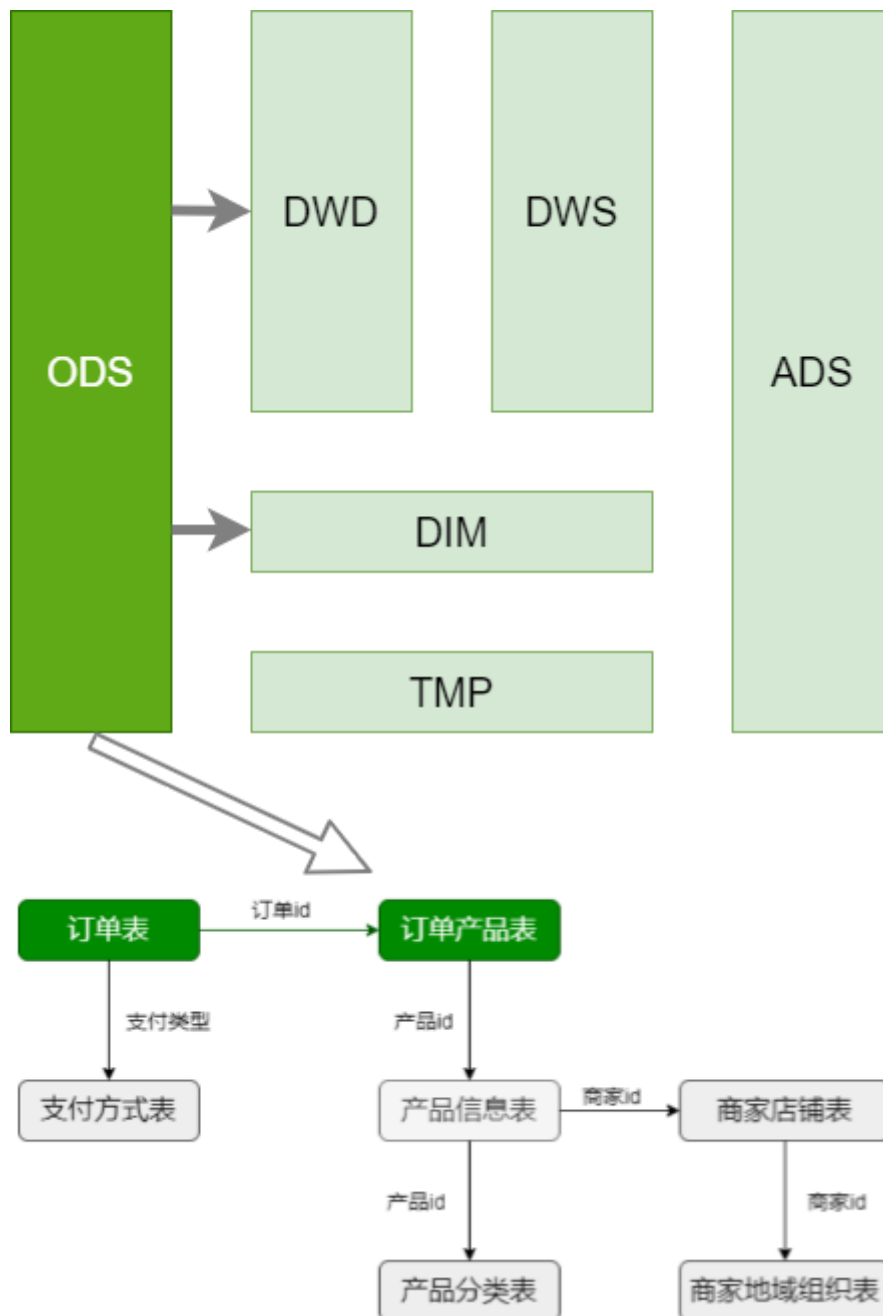 ODS
DWD
DWS
ADS
DIM
TMP
订单表
订单id
订单产品表
支付类型
产品id
支付方式表
产品信息表
商家id
商家店铺表
产品id
商家id
产品分类表
商家地域组织表